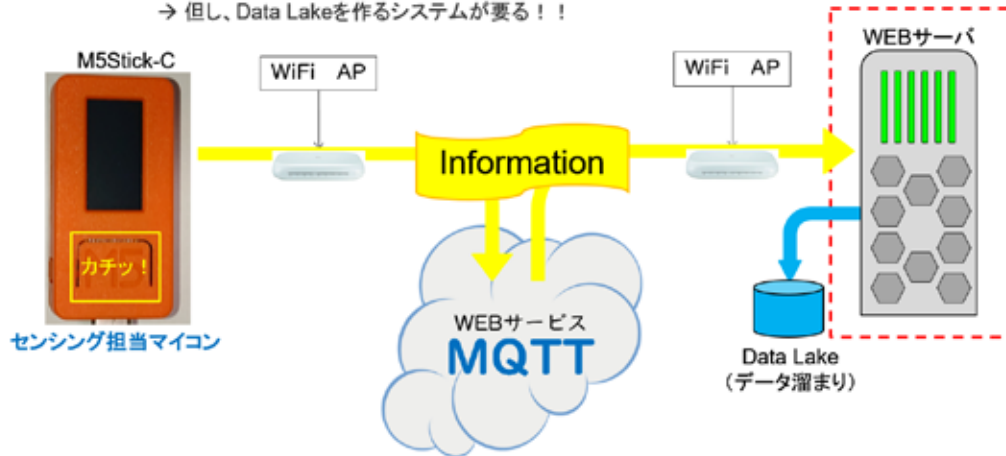 → 但し、Data Lakeを作るシステムが要る！！
M5Stick-C
WiFi AP
WiFi AP
WEBサーバ
Information
カチッ！
センシング担当マイコン
WEBサービス
MQTT
Data Lake
（データ溜まり）